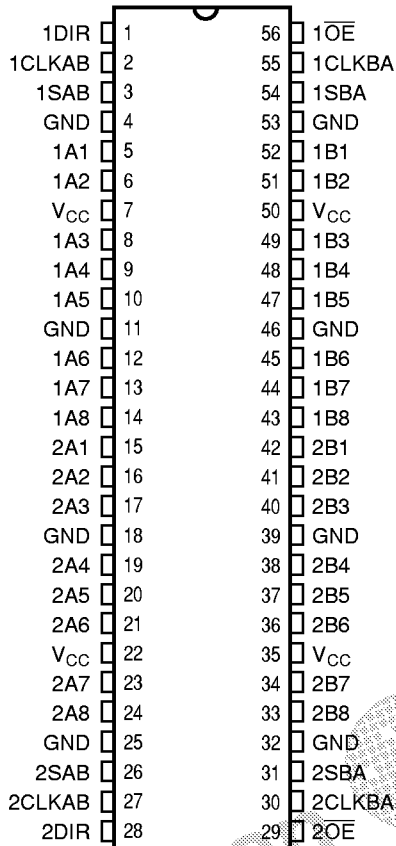 1DIR 1 56 1O̅E̅
1CLKAB 2 55 1CLKBA
1SAB 3 54 1SBA
GND 4 53 GND
1A1 5 52 1B1
1A2 6 51 1B2
VCC 7 50 VCC
1A3 8 49 1B3
1A4 9 48 1B4
1A5 10 47 1B5
GND 11 46 GND
1A6 12 45 1B6
1A7 13 44 1B7
1A8 14 43 1B8
2A1 15 42 2B1
2A2 16 41 2B2
2A3 17 40 2B3
GND 18 39 GND
2A4 19 38 2B4
2A5 20 37 2B5
2A6 21 36 2B6
VCC 22 35 VCC
2A7 23 34 2B7
2A8 24 33 2B8
GND 25 32 GND
2SAB 26 31 2SBA
2CLKAB 27 30 2CLKBA
2DIR 28 29 2O̅E̅